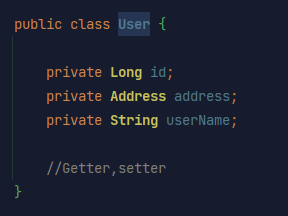 public class User {
private Long id;
private Address address;
private String userName;
//Getter,setter
}